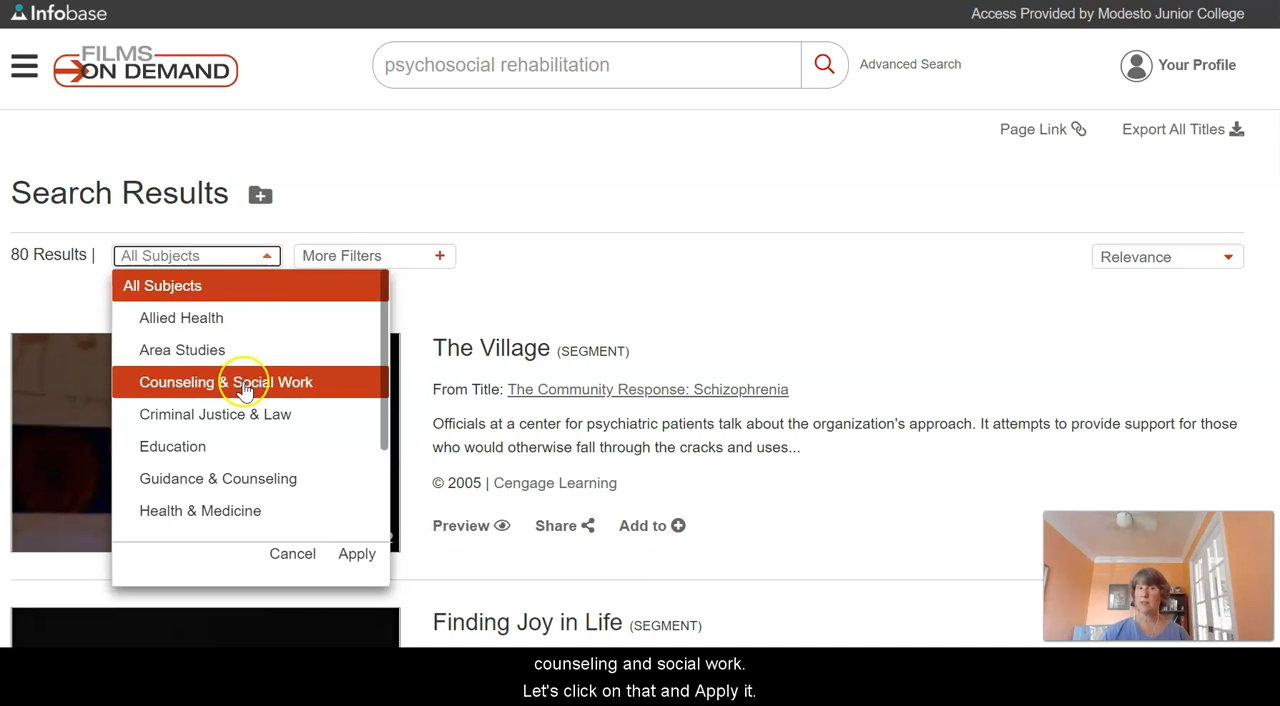 Infobase
Access Provided by Modesto Junior College
FILMS
ON DEMAND
psychosocial rehabilitation
Advanced Search
Your Profile
Page Link
Export All Titles
Search Results
80 Results |
All Subjects
More Filters +
Relevance
All Subjects
Allied Health
Area Studies
Counseling & Social Work
Criminal Justice & Law
Education
Guidance & Counseling
Health & Medicine
Cancel
Apply
The Village (SEGMENT)
From Title: The Community Response: Schizophrenia
Officials at a center for psychiatric patients talk about the organization's approach. It attempts to provide support for those
who would otherwise fall through the cracks and uses...
© 2005 | Cengage Learning
Preview
Share
Add to
Finding Joy in Life (SEGMENT)
counseling and social work.
Let's click on that and Apply it.